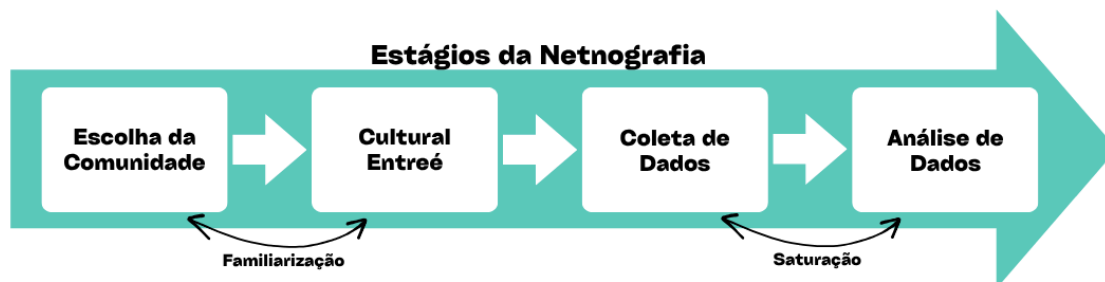 Estágios da Netnografia
Escolha da
Comunidade
Cultural
Entreé
Coleta de
Dados
Análise de
Dados
Familiarização
Saturação